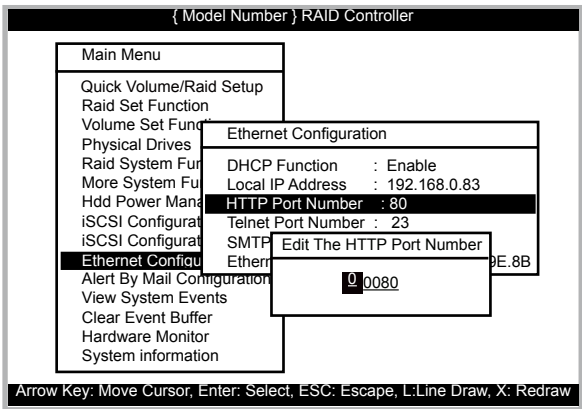 { Model Number } RAID Controller
Main Menu
Quick Volume/Raid Setup
Raid Set Function
Volume Set Func
Physical Drives
Raid System Fur
More System Fu
Hdd Power Mana
iSCSI Configurat
iSCSI Configurat
Ethernet Configu
Alert By Mail Configuration
View System Events
Clear Event Buffer
Hardware Monitor
System information
Ethernet Configuration
DHCP Function : Enable
Local IP Address : 192.168.0.83
HTTP Port Number : 80
Telnet Port Number : 23
SMTP
Ethern 9E.8B
Edit The HTTP Port Number
0 0080
Arrow Key: Move Cursor, Enter: Select, ESC: Escape, L:Line Draw, X: Redraw